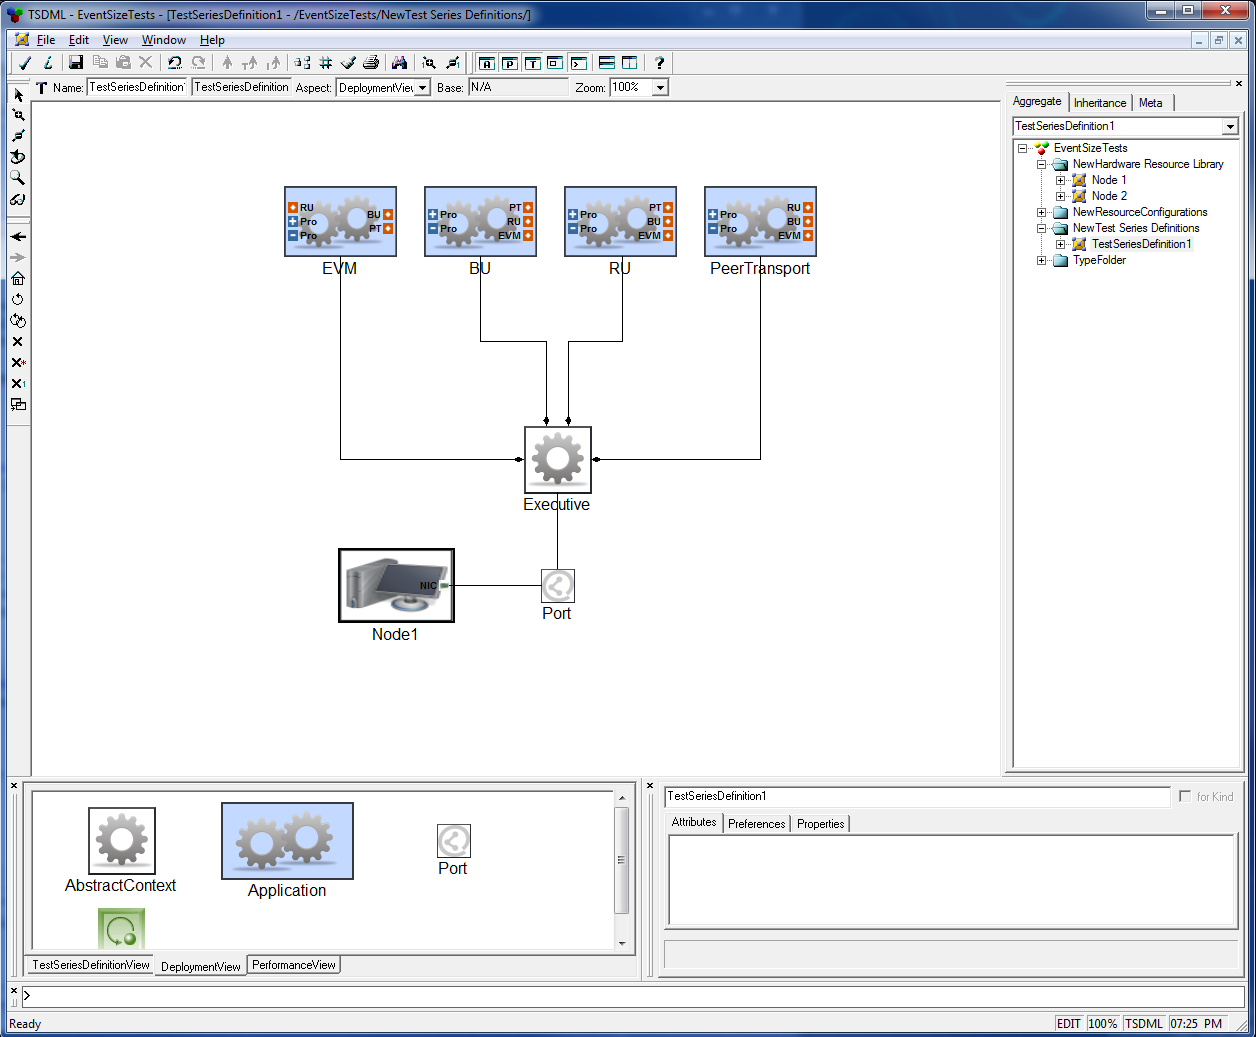 TSDML - EventSizeTests - [TestSeriesDefinition1 - /EventSizeTests/NewTest Series Definitions/]
File Edit View Window Help
Name: TestSeriesDefinition TestSeriesDefinition Aspect: DeploymentView Base: N/A Zoom: 100%
RU
Pro
Pro
BU
PT
EVM
Pro
Pro
PT
RU
EVM
BU
Pro
Pro
PT
BU
EVM
RU
Pro
Pro
RU
BU
EVM
PeerTransport
Executive
NIC
Node1
Port
Aggregate Inheritance Meta
TestSeriesDefinition1
EventSizeTests
NewHardware Resource Library
Node 1
Node 2
NewResourceConfigurations
NewTest Series Definitions
TestSeriesDefinition1
TypeFolder
AbstractContext
Application
Port
TestSeriesDefinitionView DeploymentView PerformanceView
TestSeriesDefinition1
for Kind
Attributes Preferences Properties
>
Ready
EDIT 100% TSDML 07:25 PM